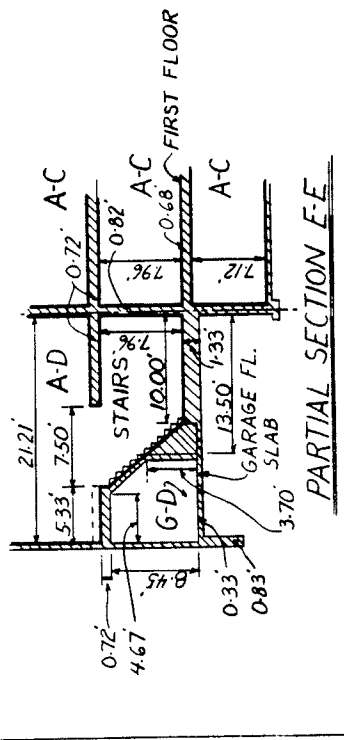 A-C
0.72'
0.82'
21.21'
A-D
7.50'
5.33'
7.96
STAIRS
10.00'
7.96'
A-C
0.68
FIRST FLOOR
7.12'
A-C
1.33'
13.50'
GARAGE FL.
SLAB
G-D
3.70'
8.45'
0.72'
4.67'
0.33'
0.83'
PARTIAL SECTION E-E